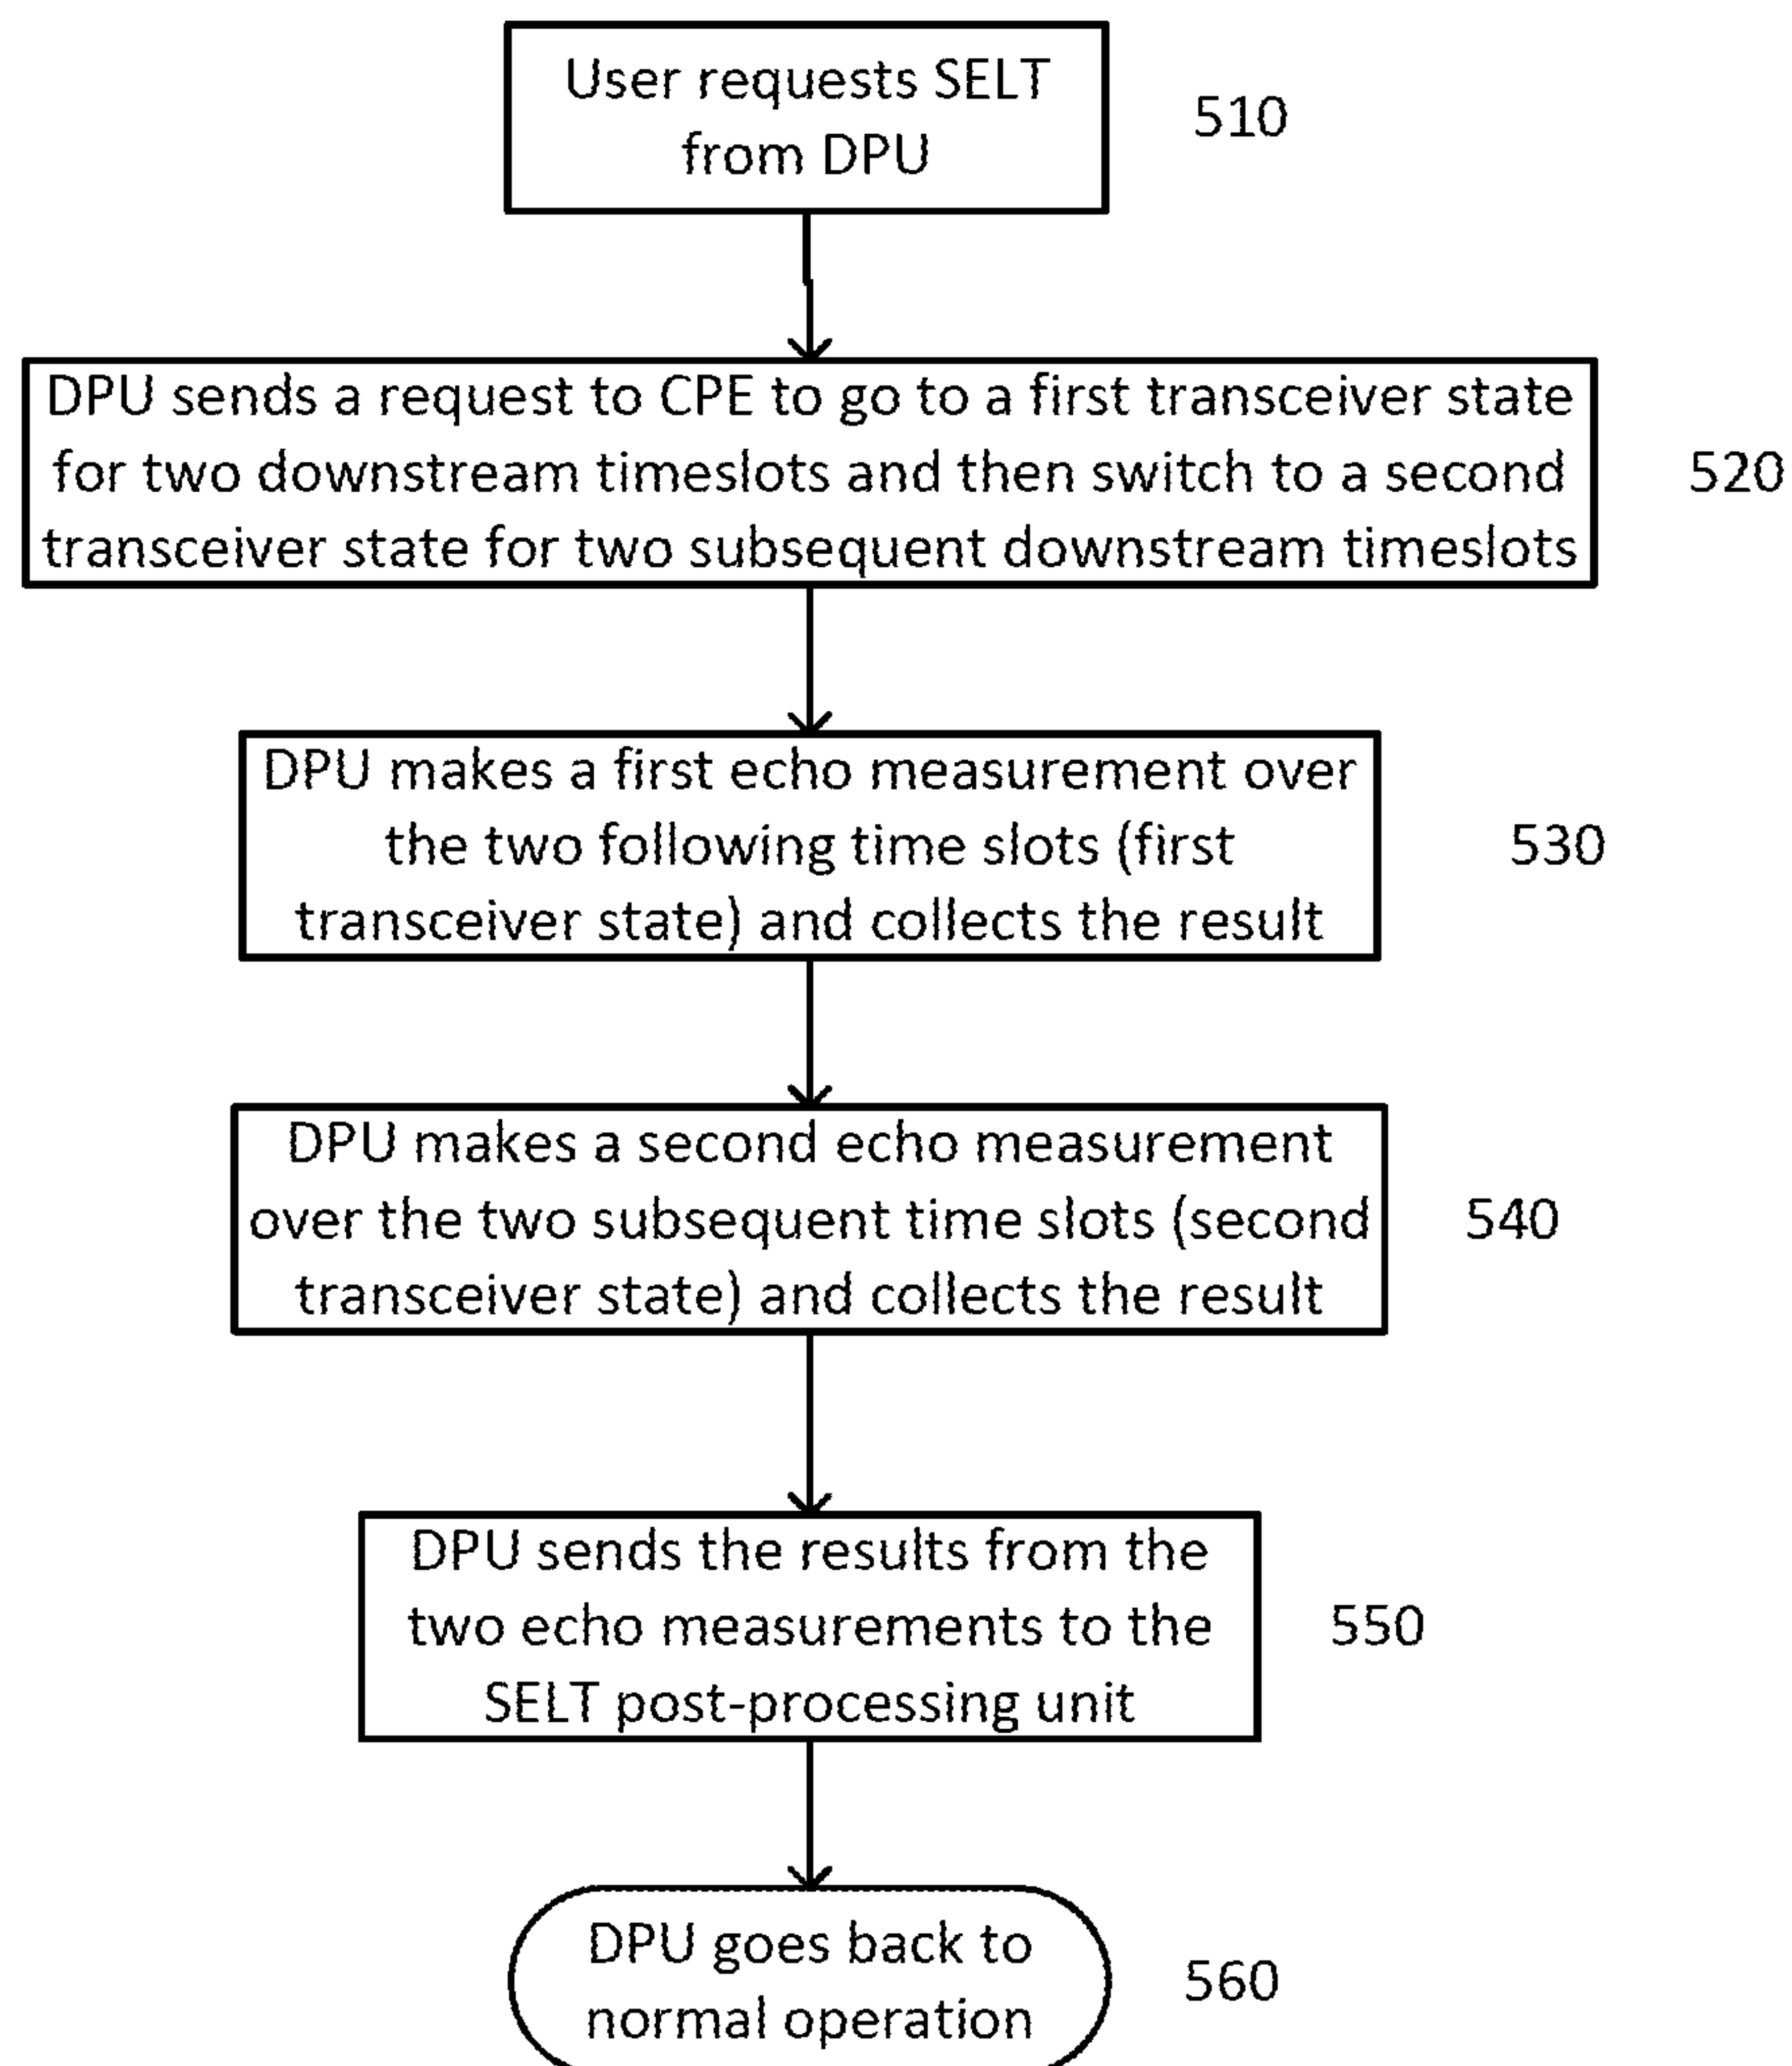 User requests SELT
from DPU
510
DPU sends a request to CPE to go to a first transceiver state
for two downstream timeslots and then switch to a second
transceiver state for two subsequent downstream timeslots
520
DPU makes a first echo measurement over
the two following time slots (first
transceiver state) and collects the result
530
DPU makes a second echo measurement
over the two subsequent time slots (second
transceiver state) and collects the result
540
DPU sends the results from the
two echo measurements to the
SELT post-processing unit
550
DPU goes back to
normal operation
560